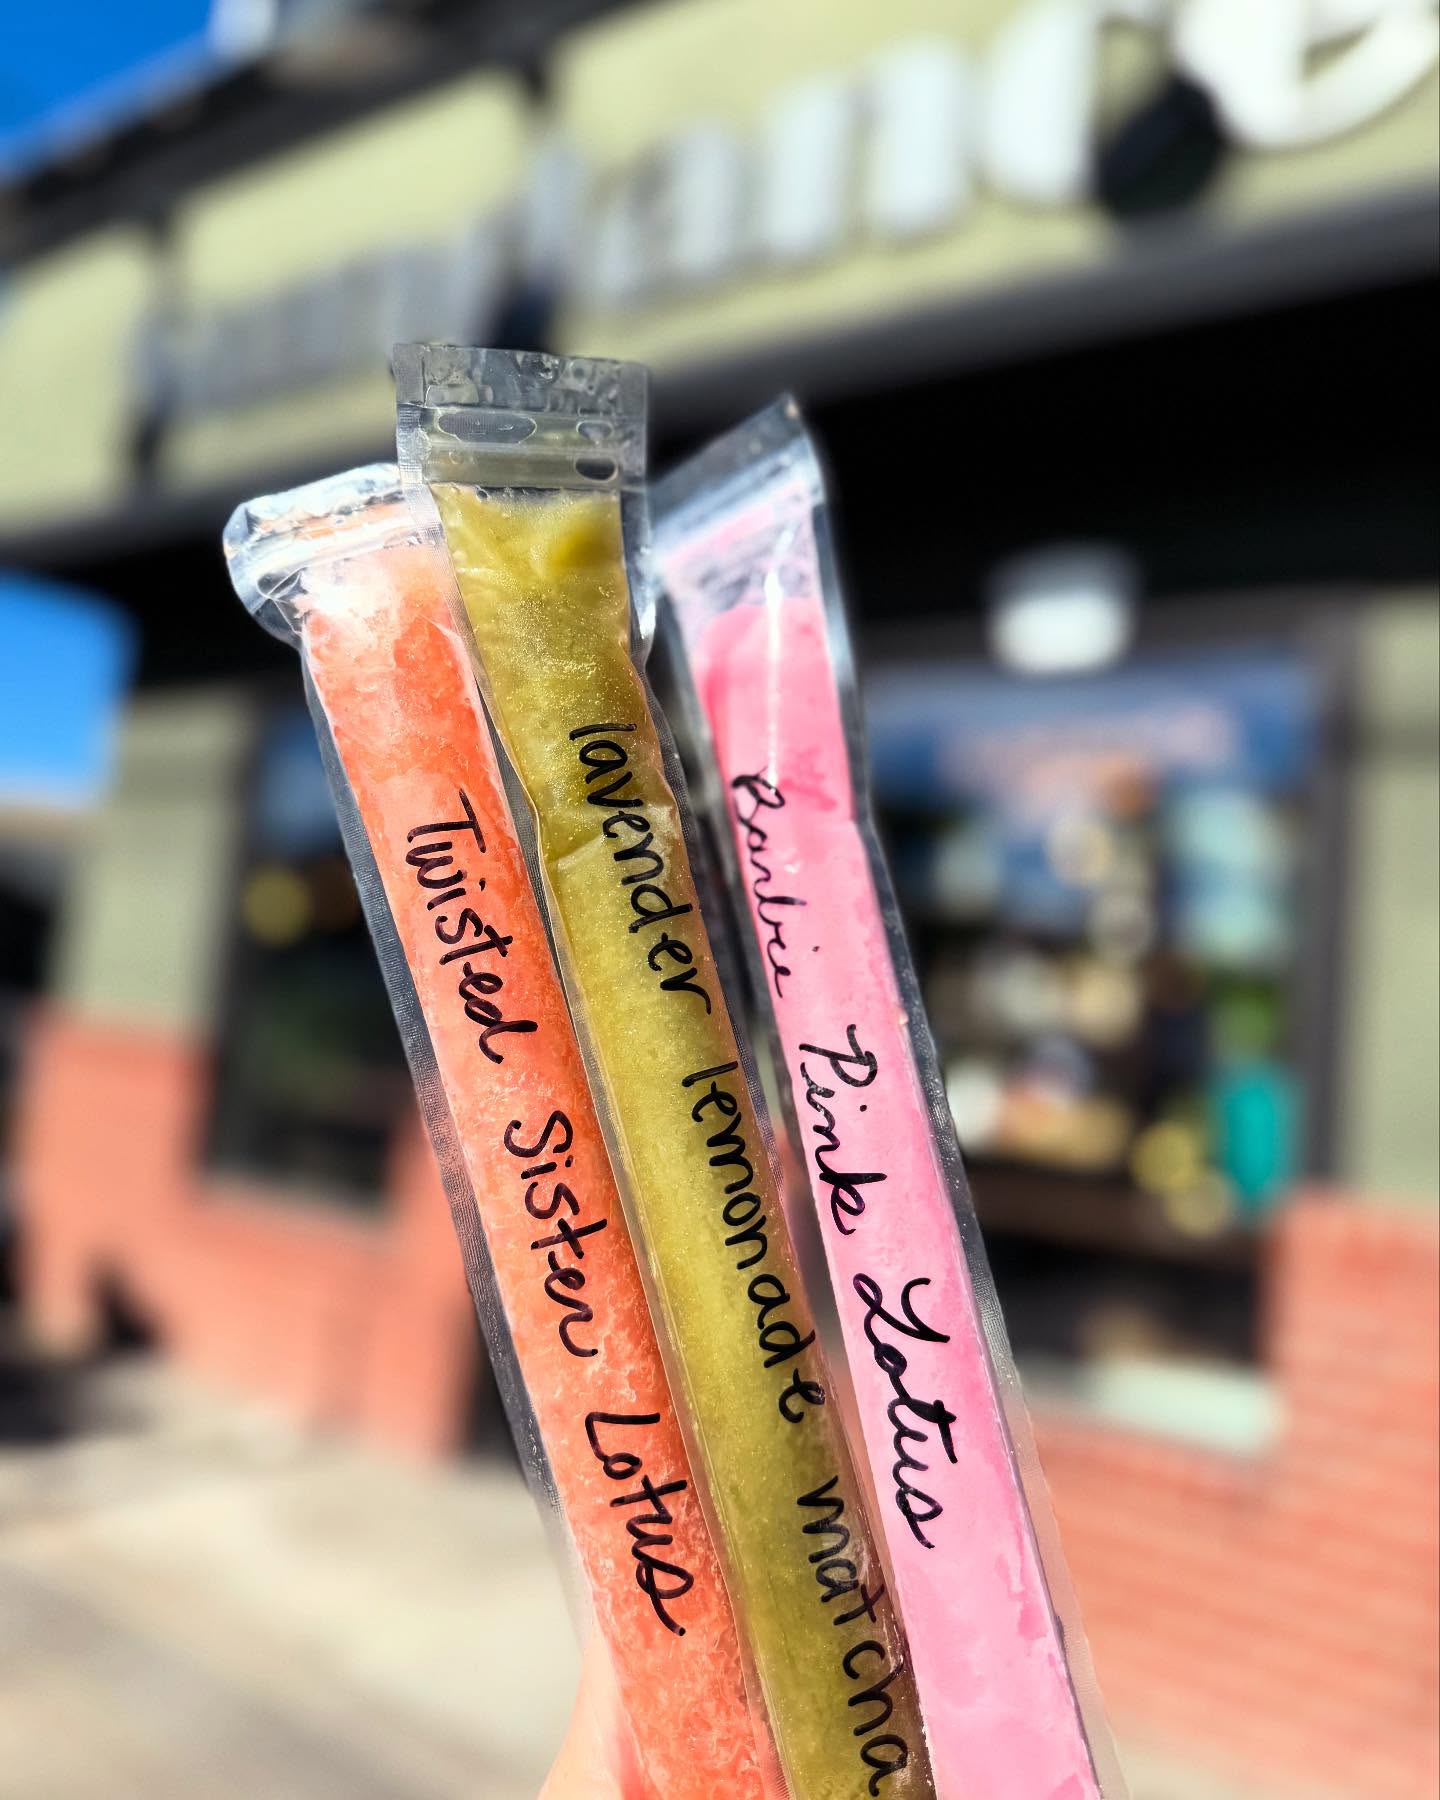 Twisted Sister Lotus
lavender lemonade matcha
Barbie Pink Lotus